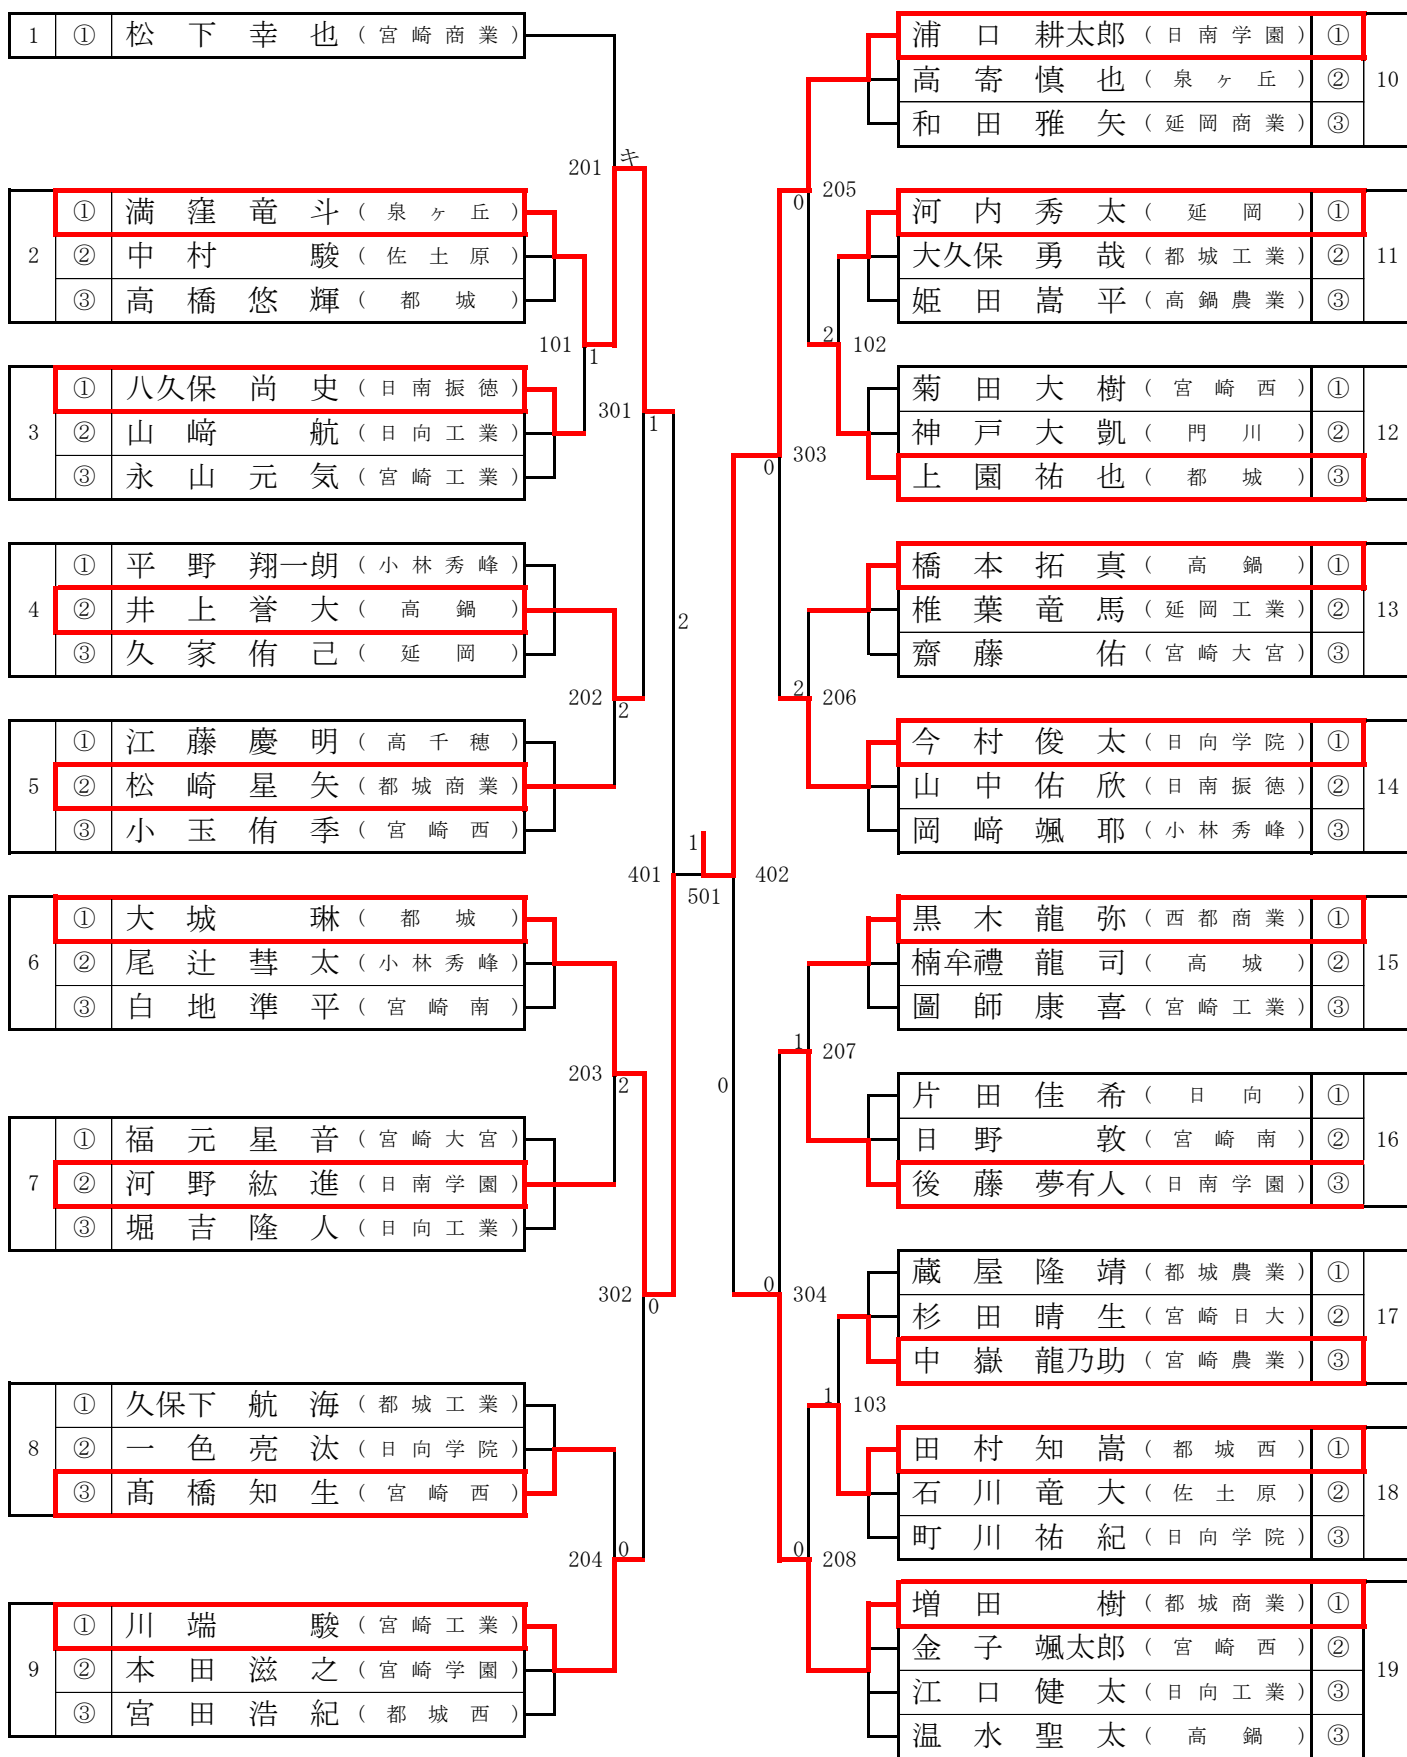 1 ① 松下幸也 (宮崎商業)
2
① 満窪竜斗 (泉ヶ丘)
② 中村駿 (佐土原)
③ 高橋悠輝 (都城)
3
① 八久保尚史 (日南振徳)
② 山﨑航 (日向工業)
③ 永山元気 (宮崎工業)
4
① 平野翔一朗 (小林秀峰)
② 井上誉大 (高鍋)
③ 久家侑己 (延岡)
5
① 江藤慶明 (高千穂)
② 松崎星矢 (都城商業)
③ 小玉侑季 (宮崎西)
6
① 大城琳 (都城)
② 尾辻彗太 (小林秀峰)
③ 白地準平 (宮崎南)
7
① 福元星音 (宮崎大宮)
② 河野紘進 (日南学園)
③ 堀吉隆人 (日向工業)
8
① 久保下航海 (都城工業)
② 一色亮汰 (日向学院)
③ 髙橋知生 (宮崎西)
9
① 川端駿 (宮崎工業)
② 本田滋之 (宮崎学園)
③ 宮田浩紀 (都城西)
201 キ
101 1
301 1
202 2
2
203 2
302 0
204 0
401
1
501
402
0 205
2 102
0 303
2 206
1 207
0
0 304
1 103
0 208
浦口耕太郎 (日南学園) ①
高寄慎也 (泉ヶ丘) ②
和田雅矢 (延岡商業) ③
10
河内秀太 (延岡) ①
大久保勇哉 (都城工業) ②
姫田嵩平 (高鍋農業) ③
11
菊田大樹 (宮崎西) ①
神戸大凱 (門川) ②
上園祐也 (都城) ③
12
橋本拓真 (高鍋) ①
椎葉竜馬 (延岡工業) ②
齋藤佑 (宮崎大宮) ③
13
今村俊太 (日向学院) ①
山中佑欣 (日南振徳) ②
岡﨑颯耶 (小林秀峰) ③
14
黒木龍弥 (西都商業) ①
楠牟禮龍司 (高城) ②
圖師康喜 (宮崎工業) ③
15
片田佳希 (日向) ①
日野敦 (宮崎南) ②
後藤夢有人 (日南学園) ③
16
蔵屋隆靖 (都城農業) ①
杉田晴生 (宮崎日大) ②
中嶽龍乃助 (宮崎農業) ③
17
田村知嵩 (都城西) ①
石川竜大 (佐土原) ②
町川祐紀 (日向学院) ③
18
増田樹 (都城商業) ①
金子颯太郎 (宮崎西) ②
江口健太 (日向工業) ③
温水聖太 (高鍋) ③
19